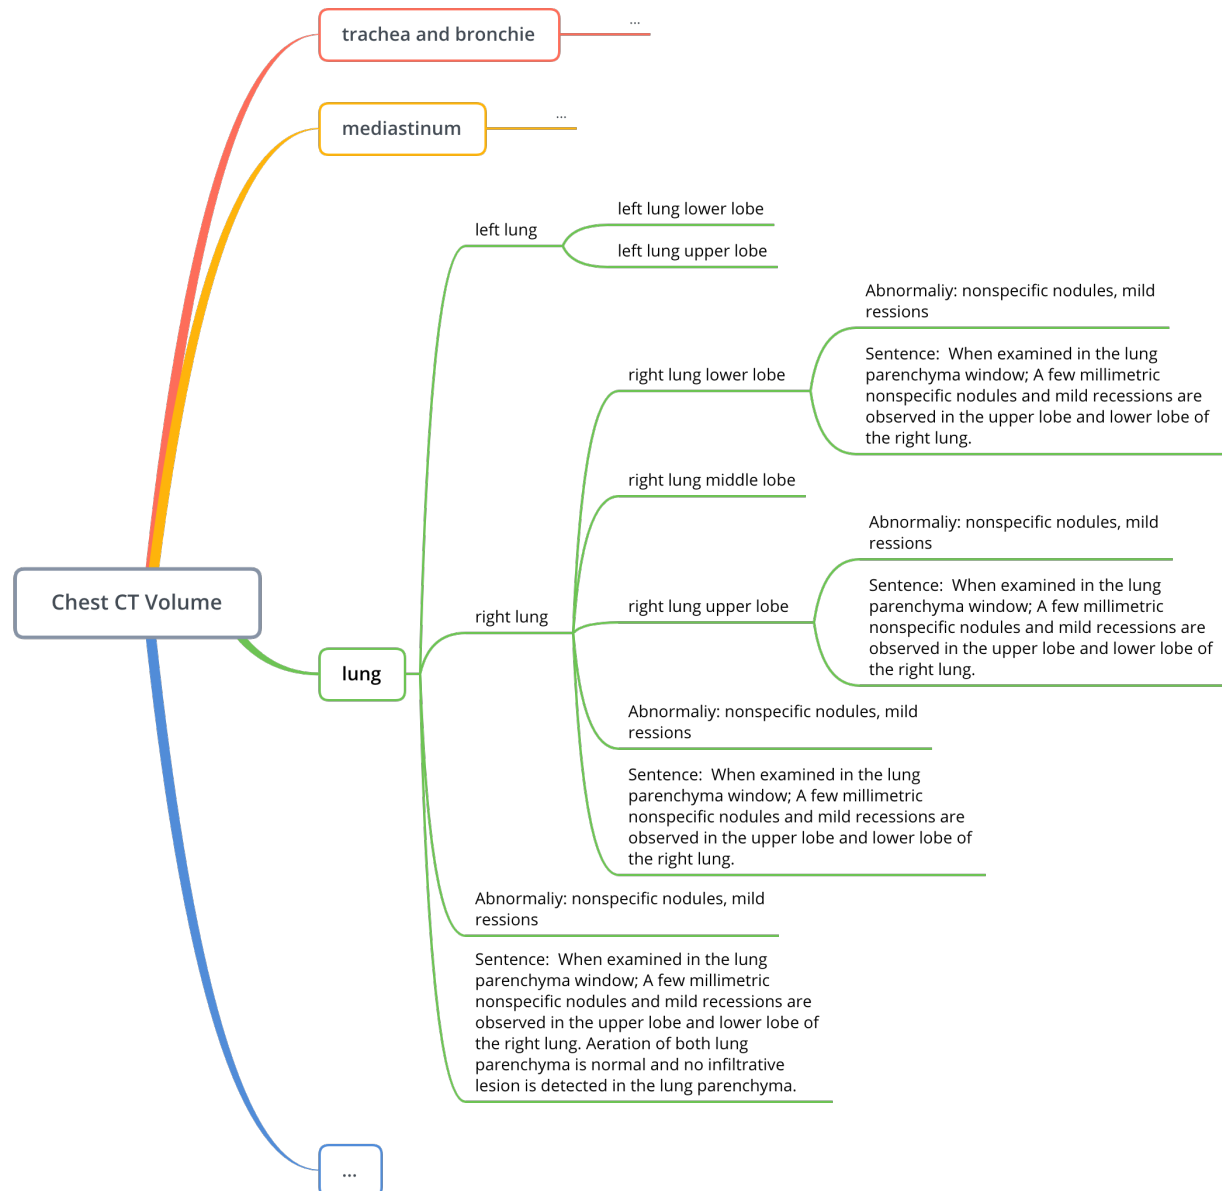 trachea and bronchie
...
mediastinum
...
left lung
left lung lower lobe
left lung upper lobe
Abnormaliy: nonspecific nodules, mild
ressions
right lung lower lobe
Sentence:  When examined in the lung
parenchyma window; A few millimetric
nonspecific nodules and mild recessions are
observed in the upper lobe and lower lobe of
the right lung.
right lung middle lobe
Abnormaliy: nonspecific nodules, mild
ressions
right lung upper lobe
Sentence:  When examined in the lung
parenchyma window; A few millimetric
nonspecific nodules and mild recessions are
observed in the upper lobe and lower lobe of
the right lung.
Chest CT Volume
right lung
lung
Abnormaliy: nonspecific nodules, mild
ressions
Sentence:  When examined in the lung
parenchyma window; A few millimetric
nonspecific nodules and mild recessions are
observed in the upper lobe and lower lobe of
the right lung.
Abnormaliy: nonspecific nodules, mild
ressions
Sentence:  When examined in the lung
parenchyma window; A few millimetric
nonspecific nodules and mild recessions are
observed in the upper lobe and lower lobe of
the right lung. Aeration of both lung
parenchyma is normal and no infiltrative
lesion is detected in the lung parenchyma.
...